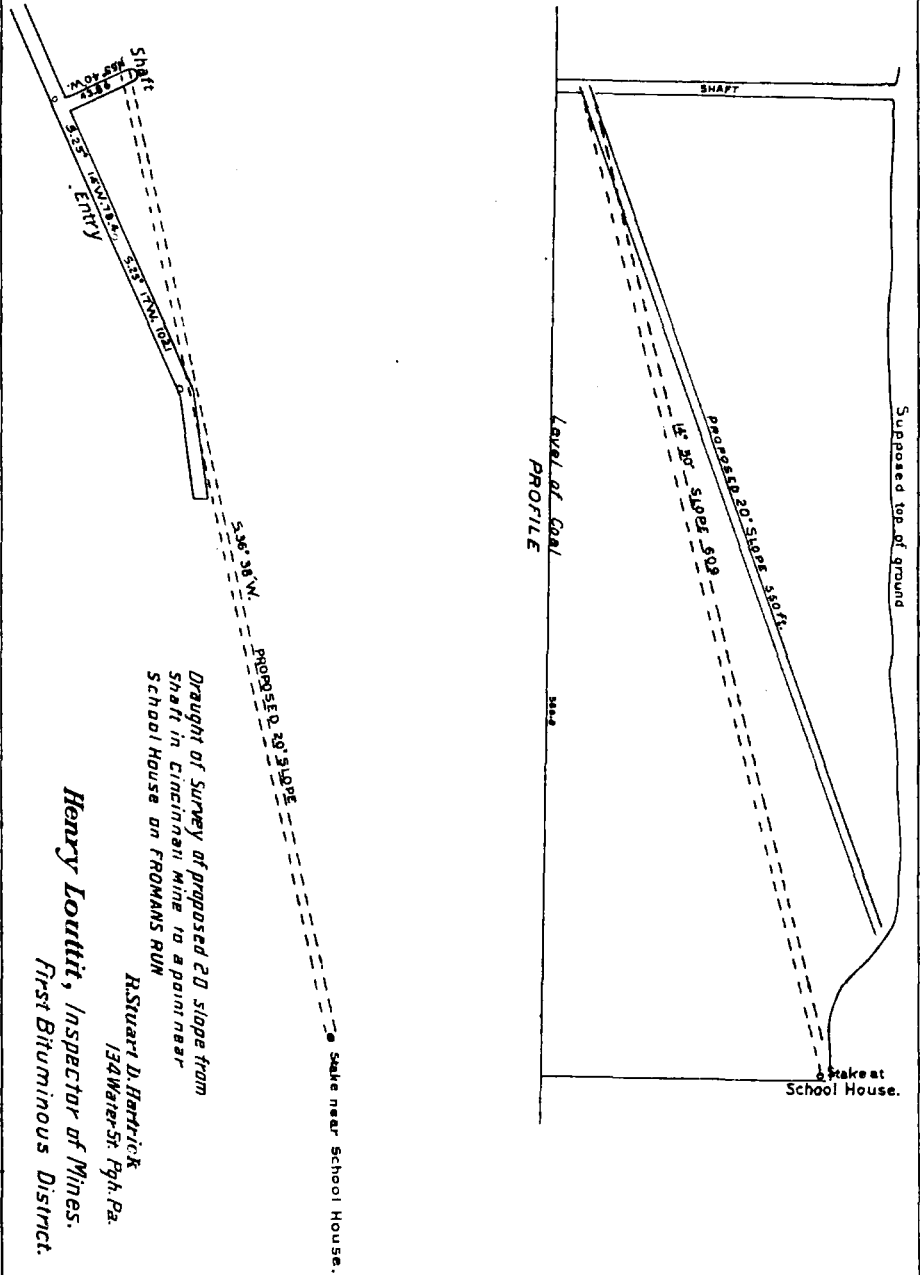 Supposed top of ground
SHAFT
PROPOSED 20° SLOPE 550 ft.
14° 30' SLOPE 609
Level of Coal
PROFILE
Stake at
School House.
Shaft
Entry
S. 36° 38' W.
PROPOSED 20° SLOPE
Stake near School House.
Draught of Survey of proposed 20 slope from
Shaft in Cincinnati Mine to a point near
School House on FROMANS RUN
R. Stuart D. Hartrick
134 Water St. Pgh. Pa.
Henry Louttit, Inspector of Mines.
First Bituminous District.